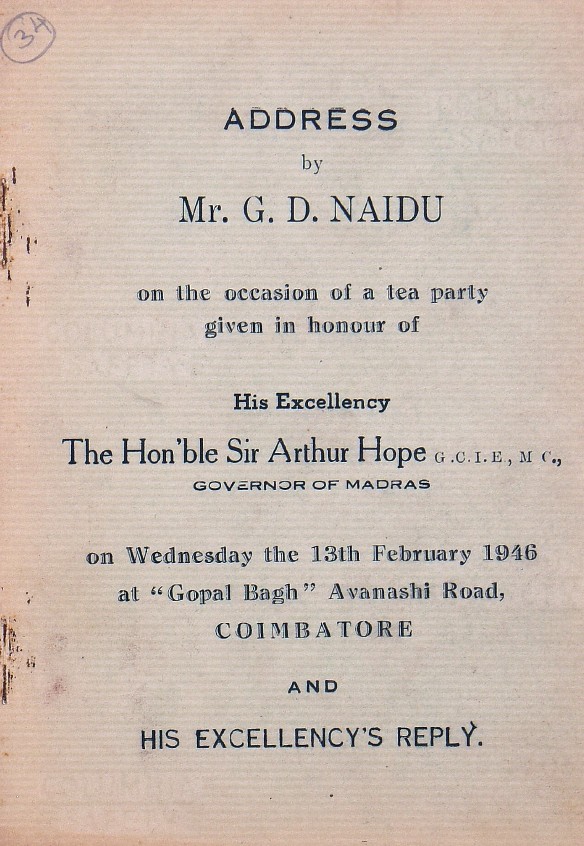 34
ADDRESS
by
Mr. G. D. NAIDU
on the occasion of a tea party
given in honour of
His Excellency
The Hon'ble Sir Arthur Hope G.C.I.E., M C.,
GOVERNOR OF MADRAS
on Wednesday the 13th February 1946
at "Gopal Bagh" Avanashi Road,
COIMBATORE
AND
HIS EXCELLENCY'S REPLY.